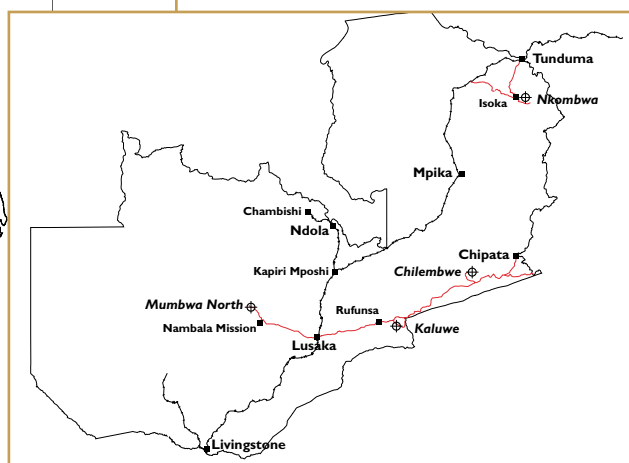 Tunduma
Isoka
Nkombwa
Mpika
Chambishi
Ndola
Chipata
Kapiri Mposhi
Chilembwe
Mumbwa North
Rufunsa
Nambala Mission
Kaluwe
Lusaka
Livingstone